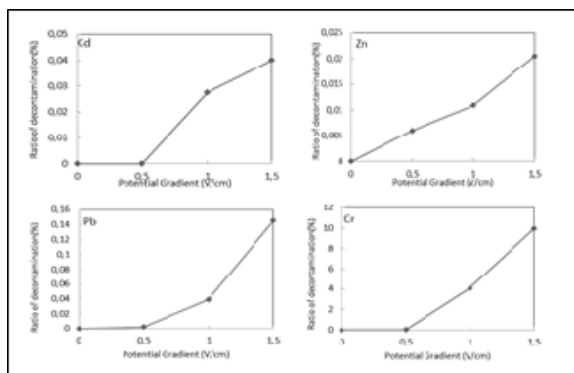 Cd
Ratio of decontamination(%)
0,05
0,04
0,03
0,02
0,01
0
0 0,5 1 1,5
Potential Gradient (V/cm)
Zn
Ratio of decontamination(%)
0,025
0,02
0,015
0,01
0,005
0
0 0,5 1 1,5
Potential Gradient (V/cm)
Pb
Ratio of decontamination(%)
0,16
0,14
0,12
0,1
0,08
0,06
0,04
0,02
0
0 0,5 1 1,5
Potential Gradient (V/cm)
Cr
Ratio of decontamination(%)
12
10
8
6
4
2
0
0 0,5 1 1,5
Potential Gradient (V/cm)